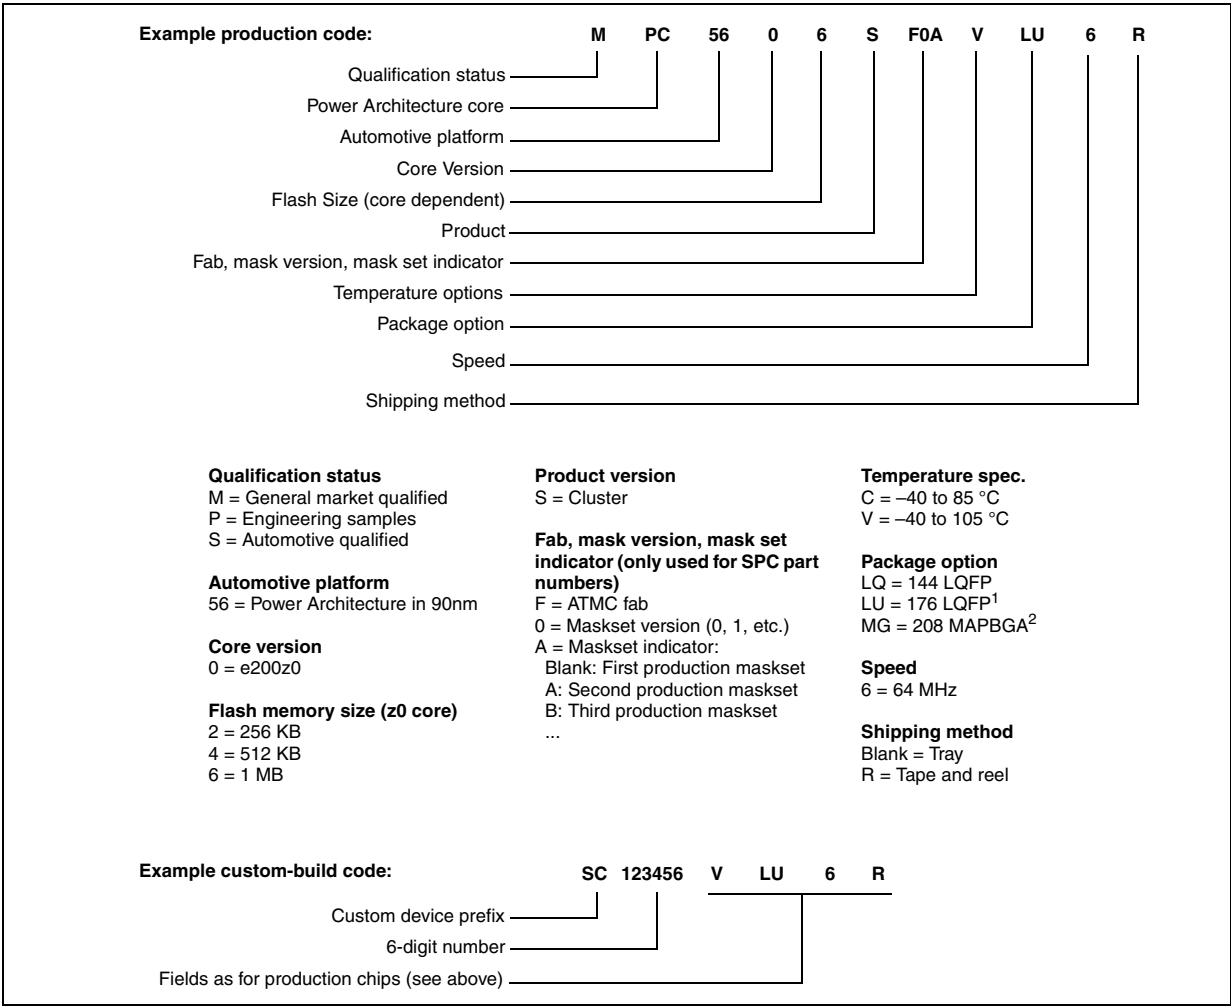 Example production code: M PC 56 0 6 S F0A V LU 6 R
Qualification status
Power Architecture core
Automotive platform
Core Version
Flash Size (core dependent)
Product
Fab, mask version, mask set indicator
Temperature options
Package option
Speed
Shipping method
Qualification status
M = General market qualified
P = Engineering samples
S = Automotive qualified
Automotive platform
56 = Power Architecture in 90nm
Core version
0 = e200z0
Flash memory size (z0 core)
2 = 256 KB
4 = 512 KB
6 = 1 MB
Product version
S = Cluster
Fab, mask version, mask set
indicator (only used for SPC part
numbers)
F = ATMC fab
0 = Maskset version (0, 1, etc.)
A = Maskset indicator:
Blank: First production maskset
A: Second production maskset
B: Third production maskset
...
Temperature spec.
C = –40 to 85 °C
V = –40 to 105 °C
Package option
LQ = 144 LQFP
LU = 176 LQFP1
MG = 208 MAPBGA2
Speed
6 = 64 MHz
Shipping method
Blank = Tray
R = Tape and reel
Example custom-build code: SC 123456 V LU 6 R
Custom device prefix
6-digit number
Fields as for production chips (see above)